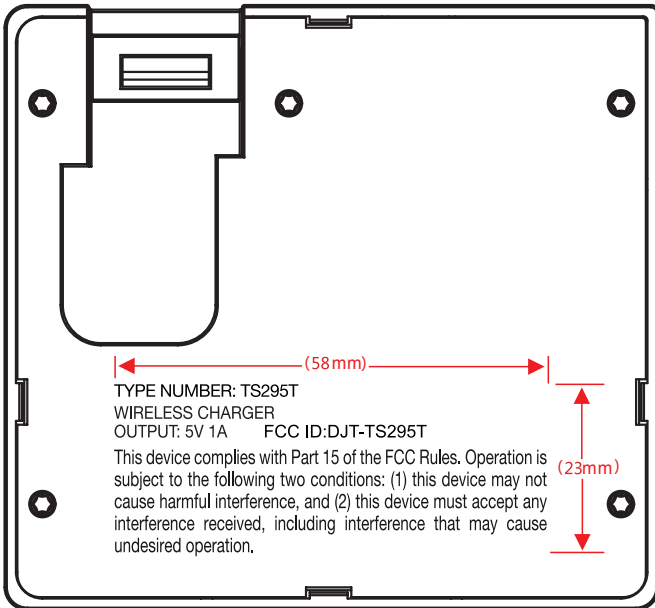 (58mm)
TYPE NUMBER: TS295T
WIRELESS CHARGER
OUTPUT: 5V 1A FCC ID:DJT-TS295T
This device complies with Part 15 of the FCC Rules. Operation is
subject to the following two conditions: (1) this device may not
cause harmful interference, and (2) this device must accept any
interference received, including interference that may cause
undesired operation.
(23mm)